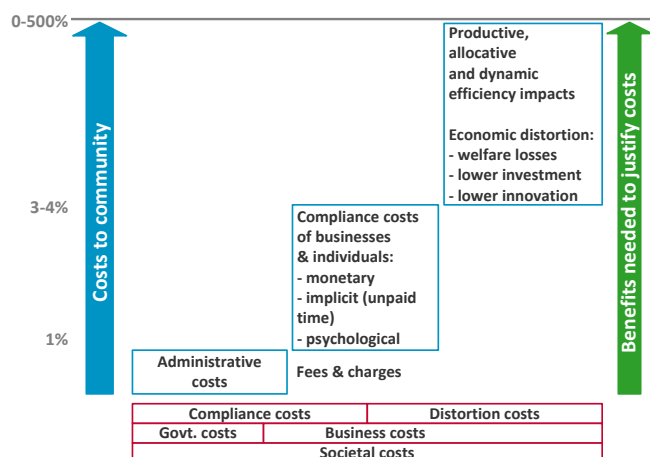 0-500%
Productive,
allocative
and dynamic
efficiency impacts
Economic distortion:
- welfare losses
- lower investment
- lower innovation
Costs to community
Benefits needed to justify costs
3-4%
Compliance costs
of businesses
& individuals:
- monetary
- implicit (unpaid
time)
- psychological
1%
Administrative
costs
Fees & charges
Compliance costs
Distortion costs
Govt. costs
Business costs
Societal costs